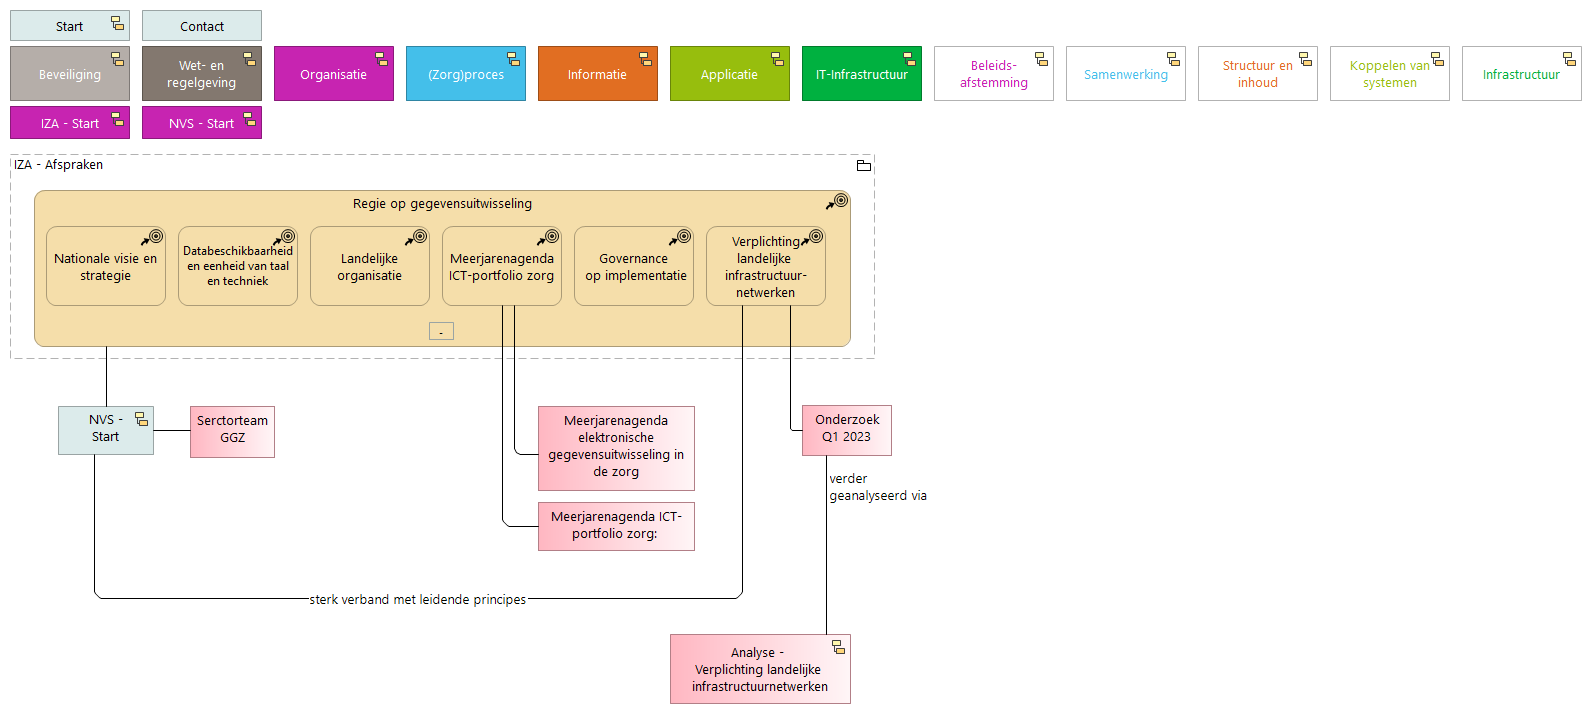 Start
Contact
Beveiliging
Wet- en
regelgeving
Organisatie
(Zorg)proces
Informatie
Applicatie
IT-Infrastructuur
Beleids-
afstemming
Samenwerking
Structuur en
inhoud
Koppelen van
systemen
Infrastructuur
IZA - Start
NVS - Start
IZA - Afspraken
Regie op gegevensuitwisseling
Nationale visie en
strategie
Databeschikbaarheid
en eenheid van taal
en techniek
Landelijke
organisatie
Meerjarenagenda
ICT-portfolio zorg
Governance
op implementatie
Verplichting
landelijke
infrastructuur-
netwerken
-
NVS -
Start
Serctorteam
GGZ
Meerjarenagenda
elektronische
gegevensuitwisseling in
de zorg
Onderzoek
Q1 2023
verder
geanalyseerd via
Meerjarenagenda ICT-
portfolio zorg:
sterk verband met leidende principes
Analyse -
Verplichting landelijke
infrastructuurnetwerken